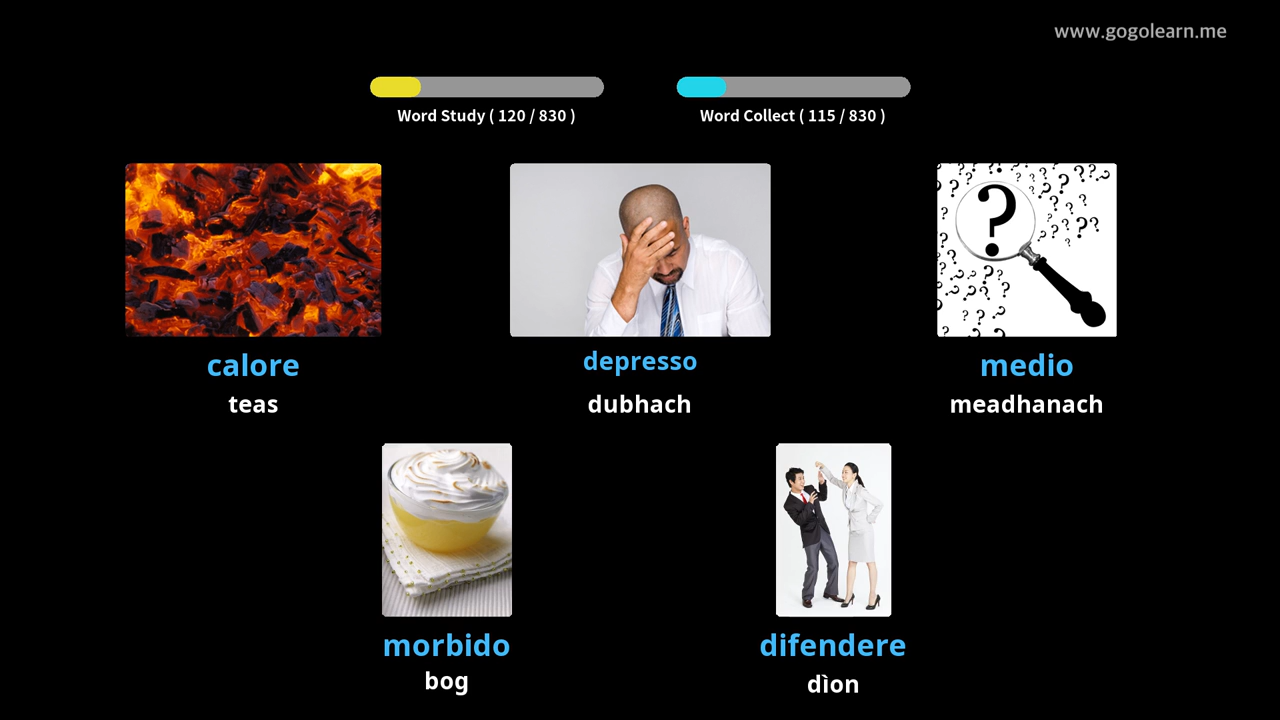 www.gogolearn.me
Word Study ( 120 / 830 )
Word Collect ( 115 / 830 )
calore
teas
depresso
dubhach
medio
meadhanach
morbido
bog
difendere
dìon